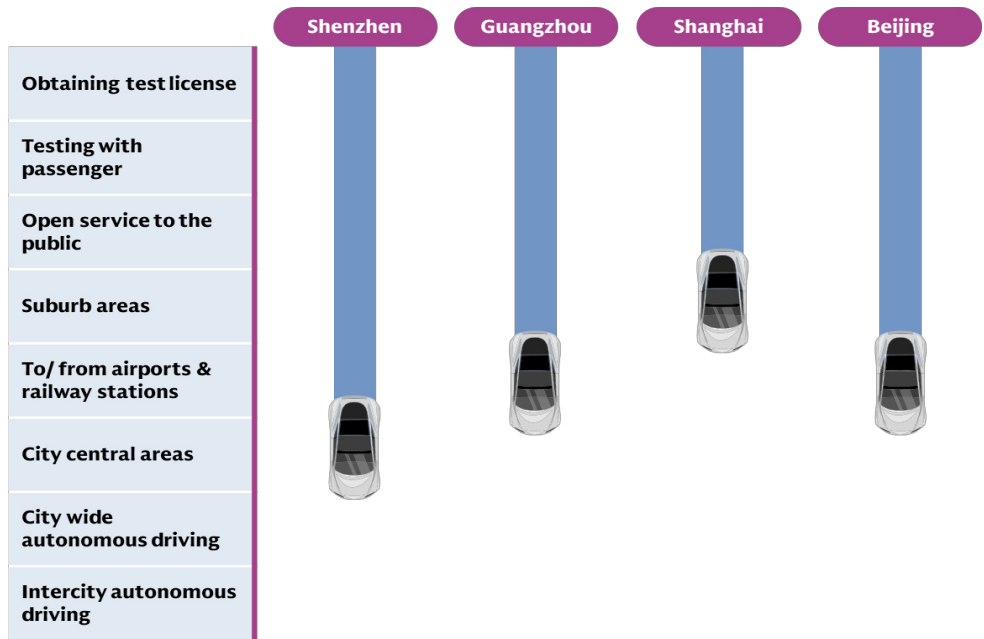 Shenzhen
Guangzhou
Shanghai
Beijing
Obtaining test license
Testing with
passenger
Open service to the
public
Suburb areas
To/ from airports &
railway stations
City central areas
City wide
autonomous driving
Intercity autonomous
driving